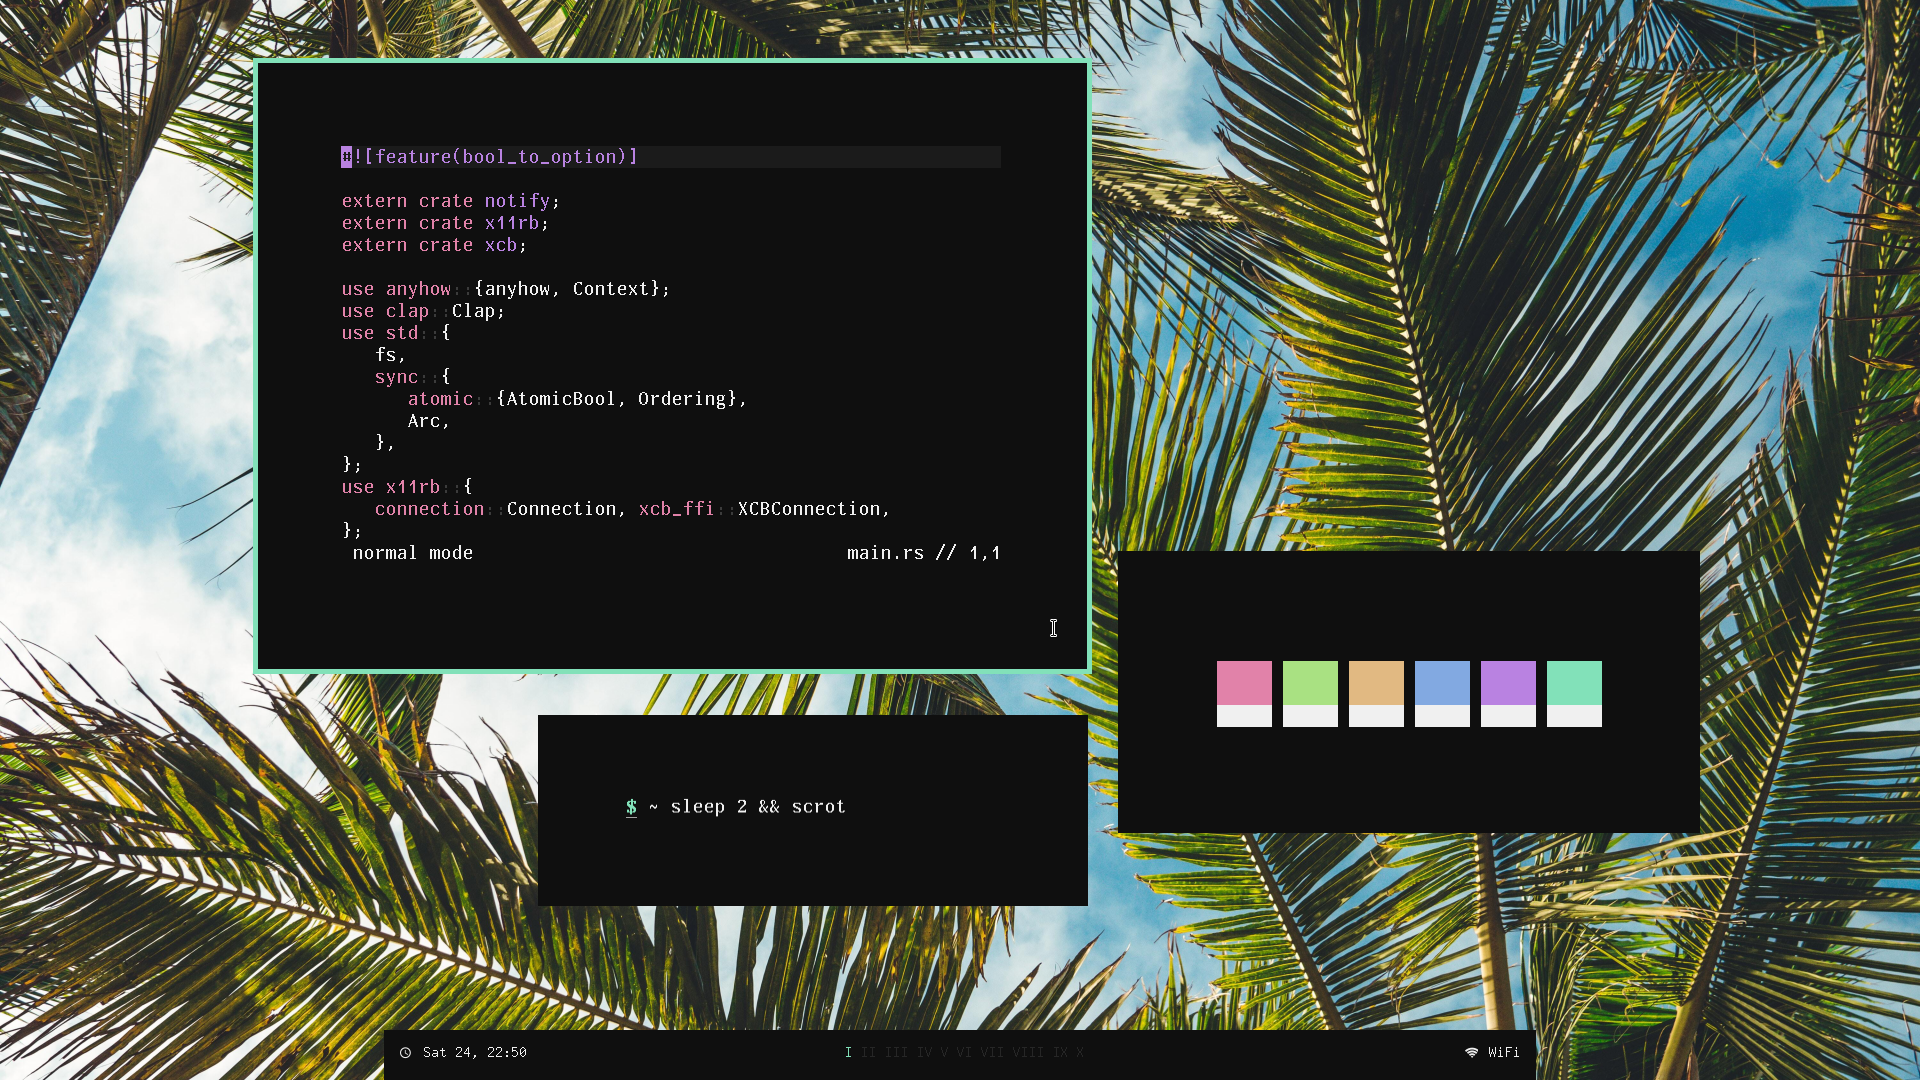 #![feature(bool_to_option)]
extern crate notify;
extern crate x11rb;
extern crate xcb;
use anyhow::{anyhow, Context};
use clap::Clap;
use std::{
fs,
sync::{
atomic::{AtomicBool, Ordering},
Arc,
},
};
use x11rb::{
connection::Connection, xcb_ffi::XCBConnection,
};
normal mode main.rs // 1,1
$ ~ sleep 2 && scrot
Sat 24, 22:50 I II III IV V VI VII VIII IX X WiFi